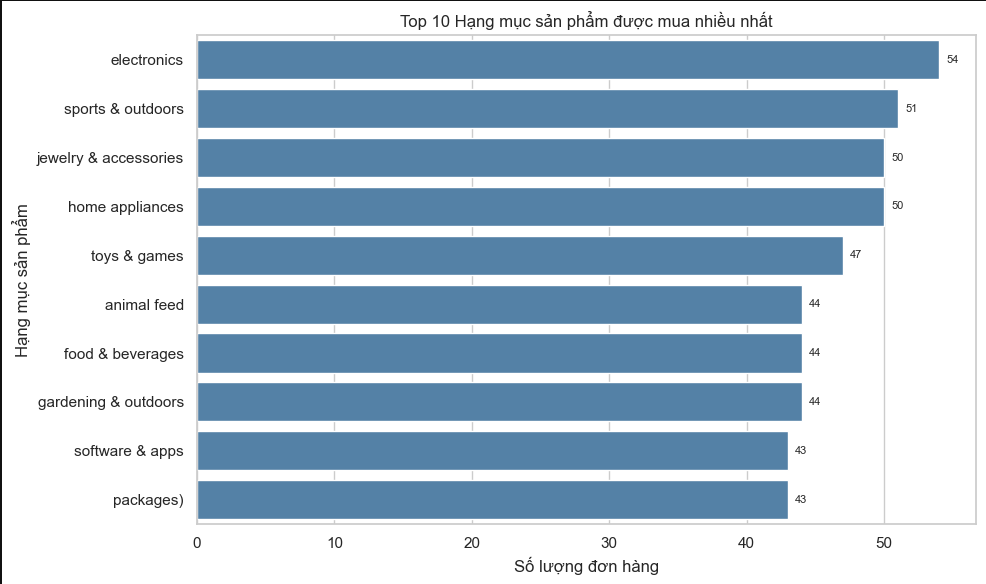 Top 10 Hạng mục sản phẩm được mua nhiều nhất
Hạng mục sản phẩm
electronics 54
sports & outdoors 51
jewelry & accessories 50
home appliances 50
toys & games 47
animal feed 44
food & beverages 44
gardening & outdoors 44
software & apps 43
packages) 43
0 10 20 30 40 50
Số lượng đơn hàng